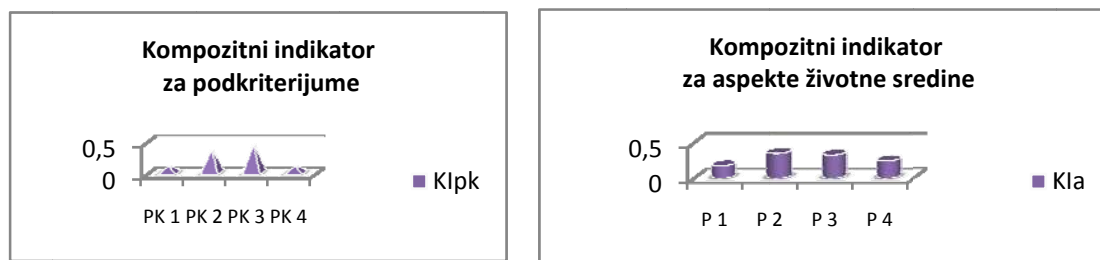 Kompozitni indikator
za podkriterijume
0,5
0
PK 1 PK 2 PK 3 PK 4
KIpk
Kompozitni indikator
za aspekte životne sredine
0,5
0
P 1 P 2 P 3 P 4
KIa